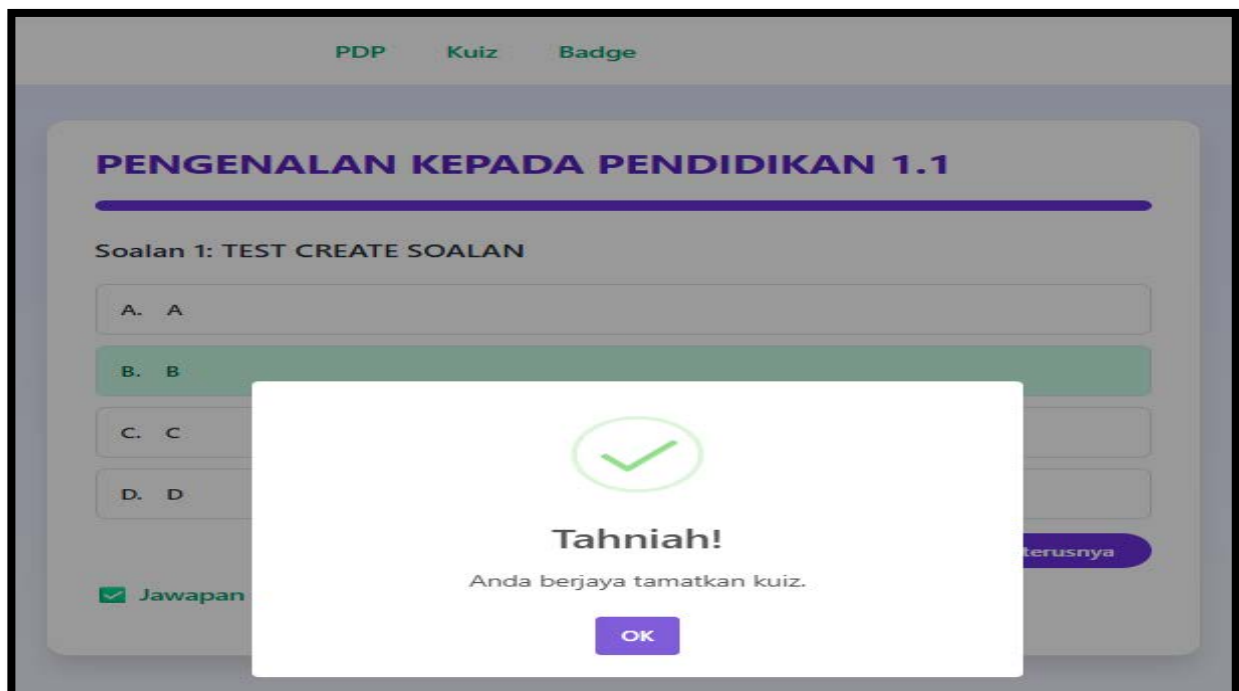 PDP Kuiz Badge
PENGENALAN KEPADA PENDIDIKAN 1.1
Soalan 1: TEST CREATE SOALAN
A. A
B. B
C. C
D. D
terusnya
Jawapan
Tahniah!
Anda berjaya tamatkan kuiz.
OK